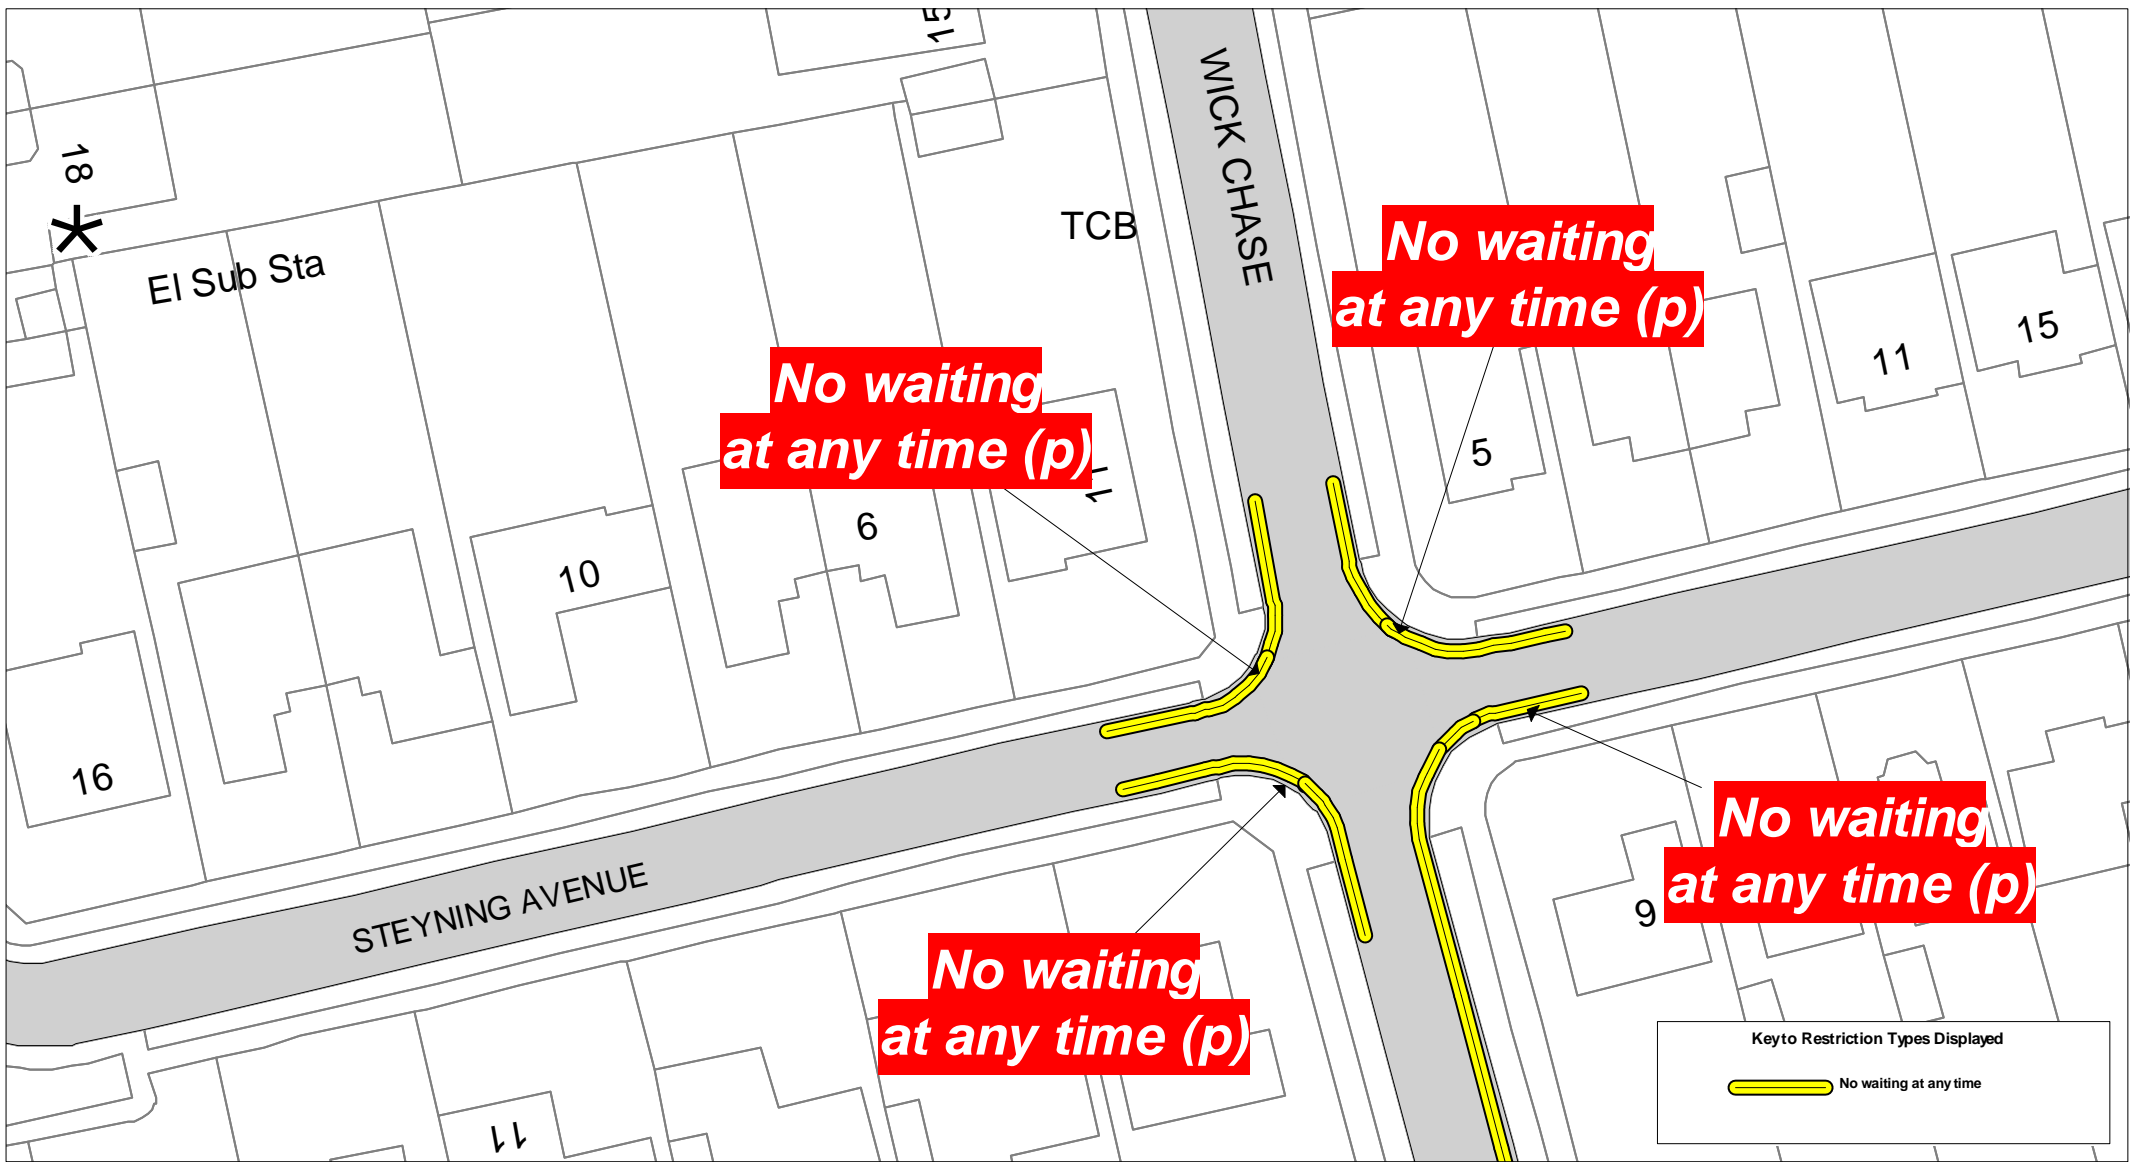 15
WICK CHASE
18
TCB
El Sub Sta
No waiting
at any time (p)
15
11
No waiting
at any time (p)
5
11
6
10
16
No waiting
at any time (p)
STEYNING AVENUE
9
No waiting
at any time (p)
Key to Restriction Types Displayed
No waiting at any time
11